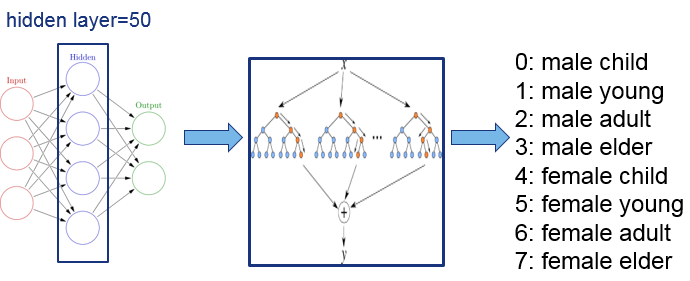 hidden layer=50
Input
Hidden
Output
X
...
+
y
0: male child
1: male young
2: male adult
3: male elder
4: female child
5: female young
6: female adult
7: female elder